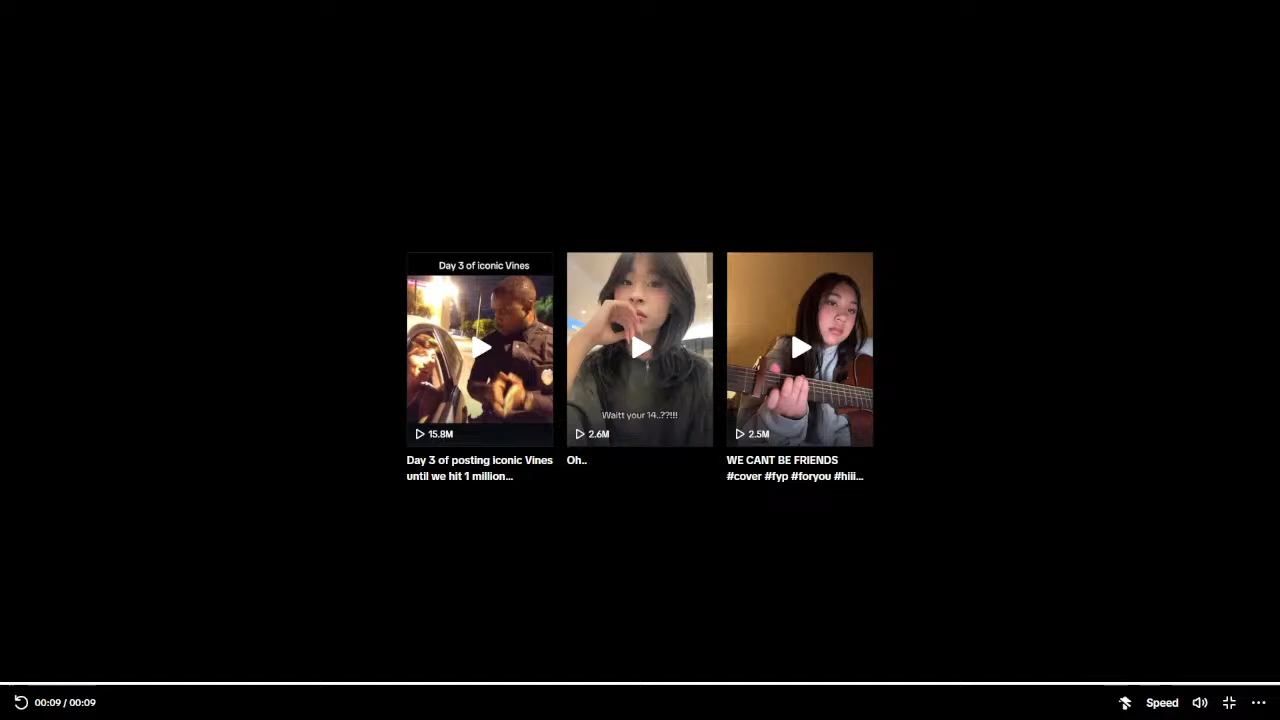 Day 3 of iconic Vines
15.8M
Day 3 of posting iconic Vines
until we hit 1 million...
Waitt your 14..??!!!
2.6M
Oh..
2.5M
WE CANT BE FRIENDS
#cover #fyp #foryou #hiii...
00:09 / 00:09
Speed